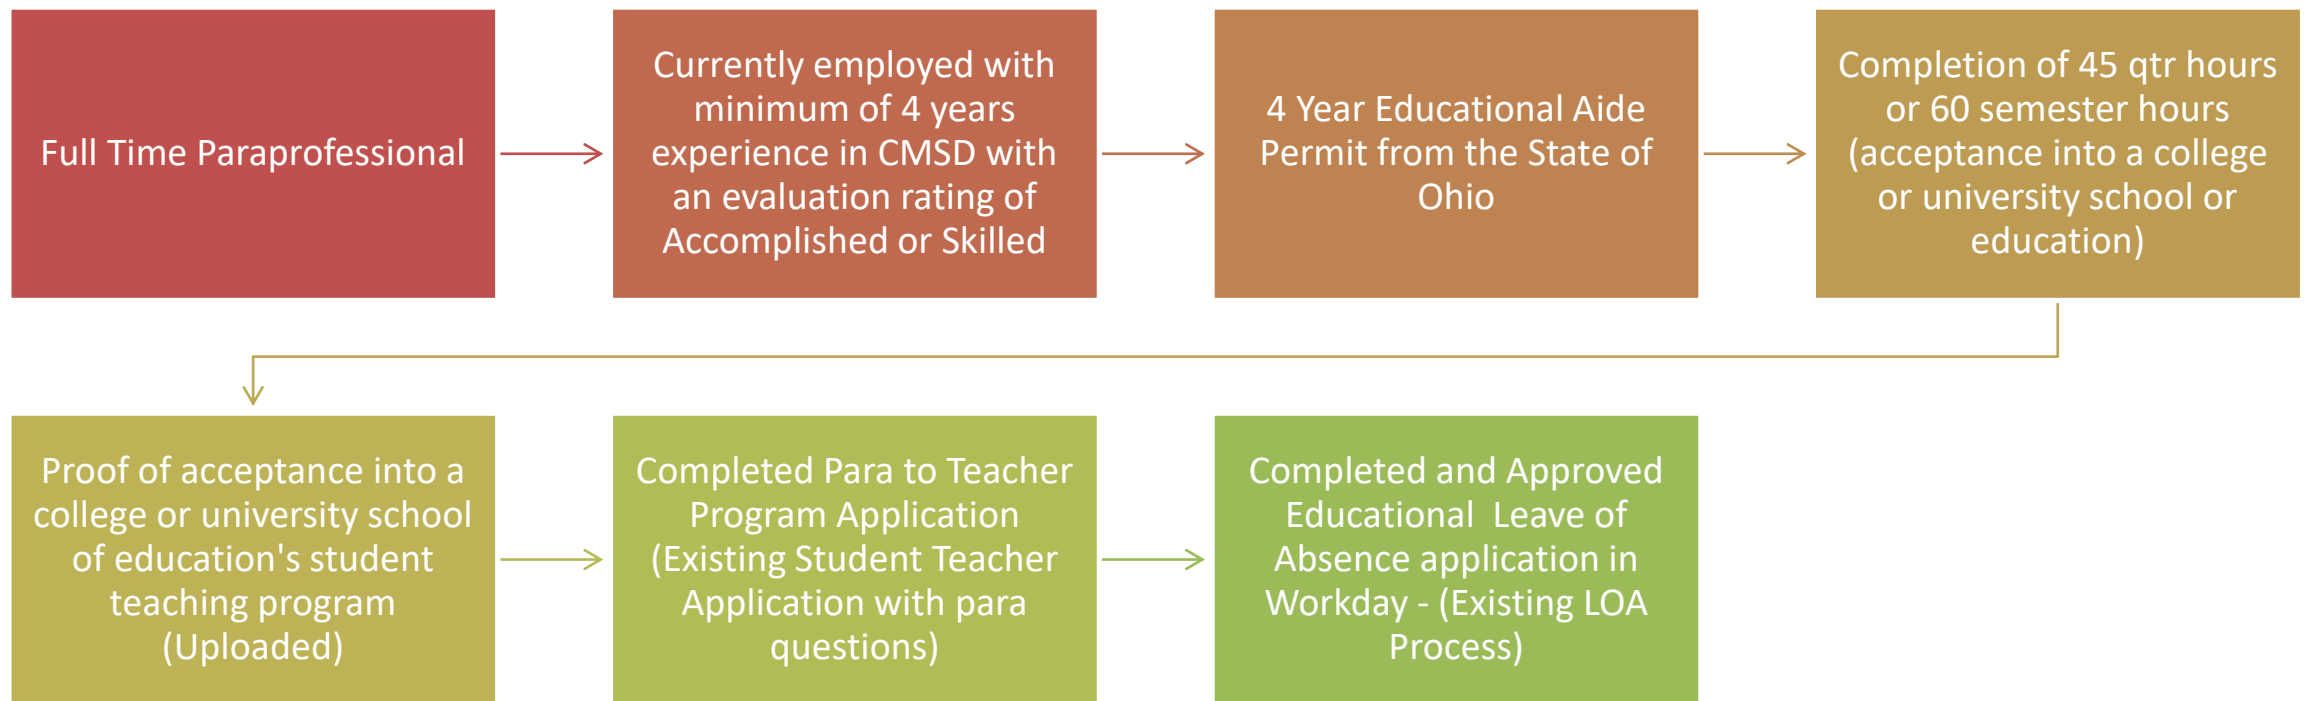 Full Time Paraprofessional
Currently employed with
minimum of 4 years
experience in CMSD with
an evaluation rating of
Accomplished or Skilled
4 Year Educational Aide
Permit from the State of
Ohio
Completion of 45 qtr hours
or 60 semester hours
(acceptance into a college
or university school or
education)
Proof of acceptance into a
college or university school
of education's student
teaching program
(Uploaded)
Completed Para to Teacher
Program Application
(Existing Student Teacher
Application with para
questions)
Completed and Approved
Educational  Leave of
Absence application in
Workday - (Existing LOA
Process)